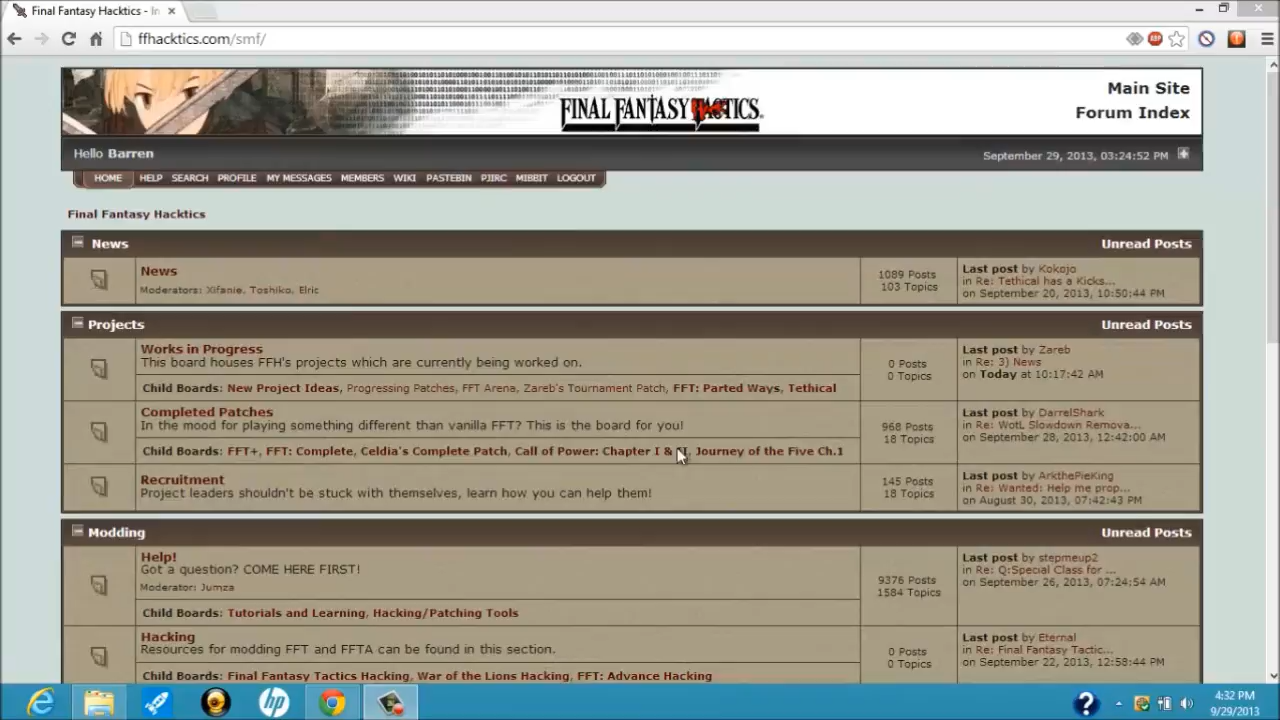 Final Fantasy Hacktics - In
ffhacktics.com/smf/
ABP
FINAL FANTASY TACTICS
Main Site
Forum Index
Hello Barren
September 29, 2013, 03:24:52 PM
HOME HELP SEARCH PROFILE MY MESSAGES MEMBERS WIKI PASTEBIN PJIRC MIBBIT LOGOUT
Final Fantasy Hacktics
News Unread Posts
News
Moderators: Xifanie, Toshiko, Elric
1089 Posts
103 Topics
Last post by Kokojo
in Re: Tethical has a Kicks...
on September 20, 2013, 10:50:44 PM
Projects Unread Posts
Works in Progress
This board houses FFH's projects which are currently being worked on.
Child Boards: New Project Ideas, Progressing Patches, FFT Arena, Zareb's Tournament Patch, FFT: Parted Ways, Tethical
0 Posts
0 Topics
Last post by Zareb
in Re: 3) News
on Today at 10:17:42 AM
Completed Patches
In the mood for playing something different than vanilla FFT? This is the board for you!
Child Boards: FFT+, FFT: Complete, Celdia's Complete Patch, Call of Power: Chapter I & II, Journey of the Five Ch.1
968 Posts
18 Topics
Last post by DarrelShark
in Re: WotL Slowdown Remova...
on September 28, 2013, 12:42:00 AM
Recruitment
Project leaders shouldn't be stuck with themselves, learn how you can help them!
145 Posts
18 Topics
Last post by ArkthePieKing
in Re: Wanted: Help me prop...
on August 30, 2013, 07:42:43 PM
Modding Unread Posts
Help!
Got a question? COME HERE FIRST!
Moderator: Jumza
Child Boards: Tutorials and Learning, Hacking/Patching Tools
9376 Posts
1584 Topics
Last post by stepmeup2
in Re: Q:Special Class for ...
on September 26, 2013, 07:24:54 AM
Hacking
Resources for modding FFT and FFTA can be found in this section.
Child Boards: Final Fantasy Tactics Hacking, War of the Lions Hacking, FFT: Advance Hacking
0 Posts
0 Topics
Last post by Eternal
in Re: Final Fantasy Tactic...
on September 22, 2013, 12:58:44 PM
hp
4:32 PM
9/29/2013